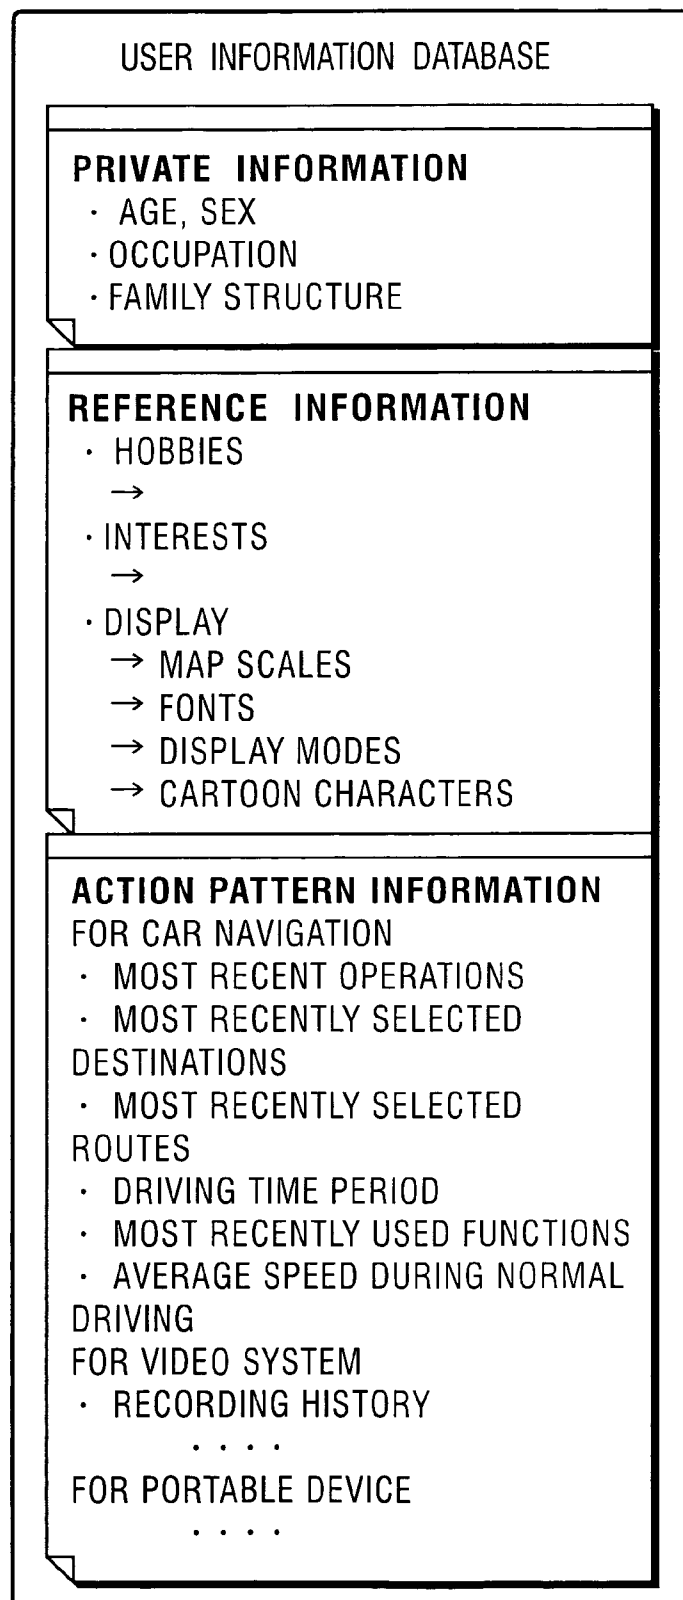 USER INFORMATION DATABASE
PRIVATE INFORMATION
· AGE, SEX
· OCCUPATION
· FAMILY STRUCTURE
REFERENCE INFORMATION
· HOBBIES
→
· INTERESTS
→
· DISPLAY
→ MAP SCALES
→ FONTS
→ DISPLAY MODES
→ CARTOON CHARACTERS
ACTION PATTERN INFORMATION
FOR CAR NAVIGATION
· MOST RECENT OPERATIONS
· MOST RECENTLY SELECTED
DESTINATIONS
· MOST RECENTLY SELECTED
ROUTES
· DRIVING TIME PERIOD
· MOST RECENTLY USED FUNCTIONS
· AVERAGE SPEED DURING NORMAL
DRIVING
FOR VIDEO SYSTEM
· RECORDING HISTORY
· · · ·
FOR PORTABLE DEVICE
· · · ·